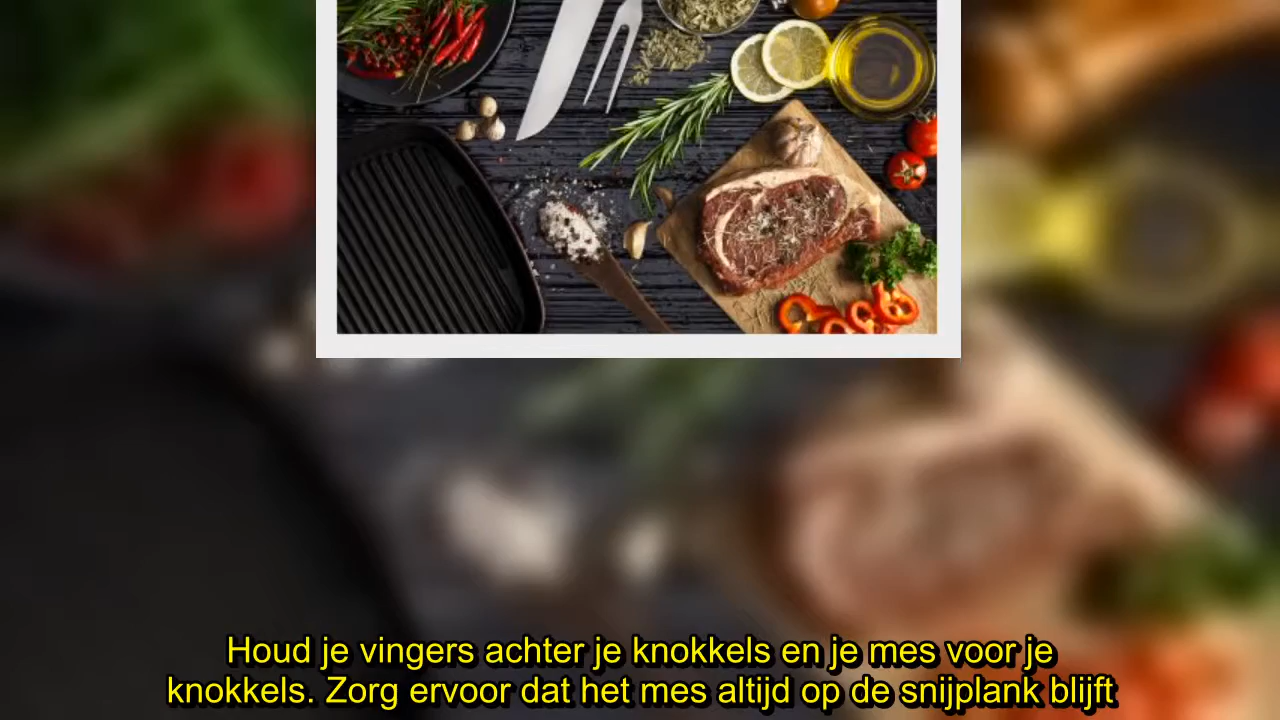 Houd je vingers achter je knokkels en je mes voor je
knokkels. Zorg ervoor dat het mes altijd op de snijplank blijft